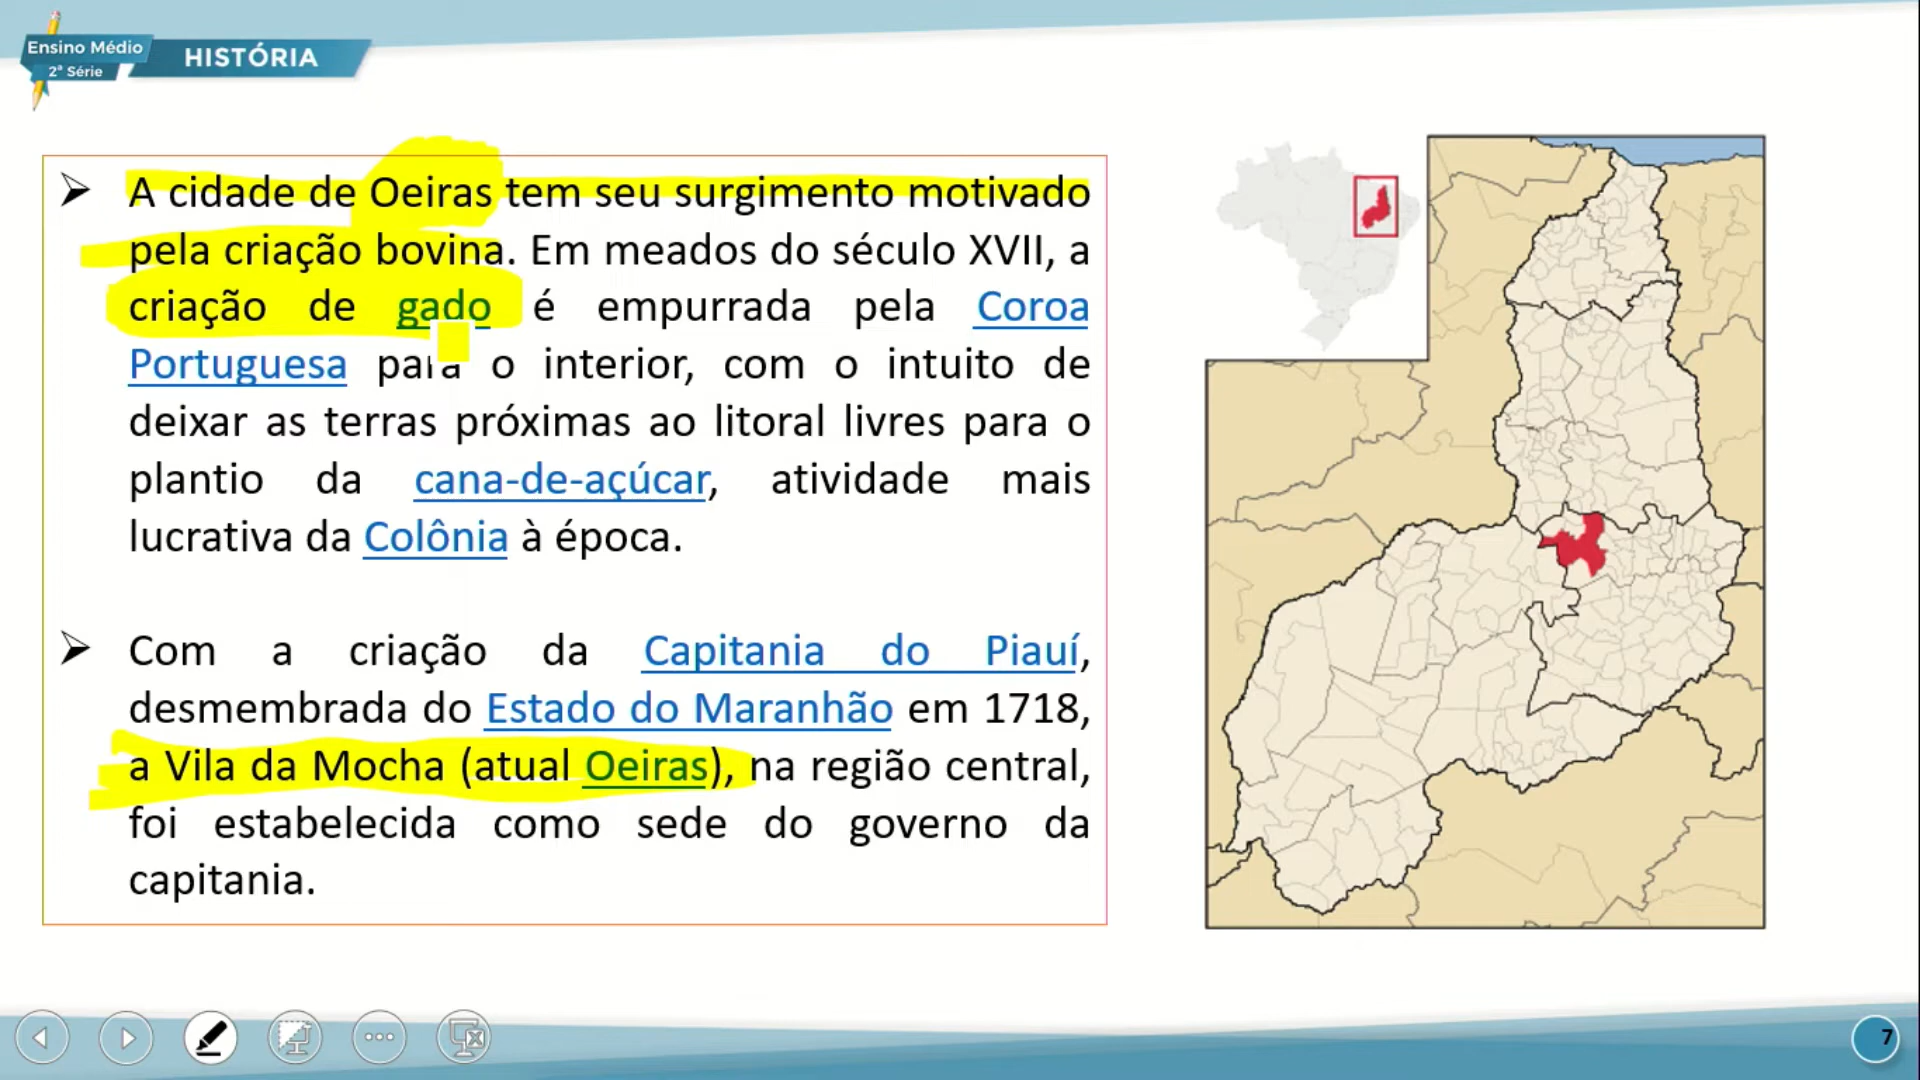 Ensino Médio
2ª Série
HISTÓRIA
A cidade de Oeiras tem seu surgimento motivado
pela criação bovina. Em meados do século XVII, a
criação de gado é empurrada pela Coroa
Portuguesa para o interior, com o intuito de
deixar as terras próximas ao litoral livres para o
plantio da cana-de-açúcar, atividade mais
lucrativa da Colônia à época.
Com a criação da Capitania do Piauí,
desmembrada do Estado do Maranhão em 1718,
a Vila da Mocha (atual Oeiras), na região central,
foi estabelecida como sede do governo da
capitania.
7